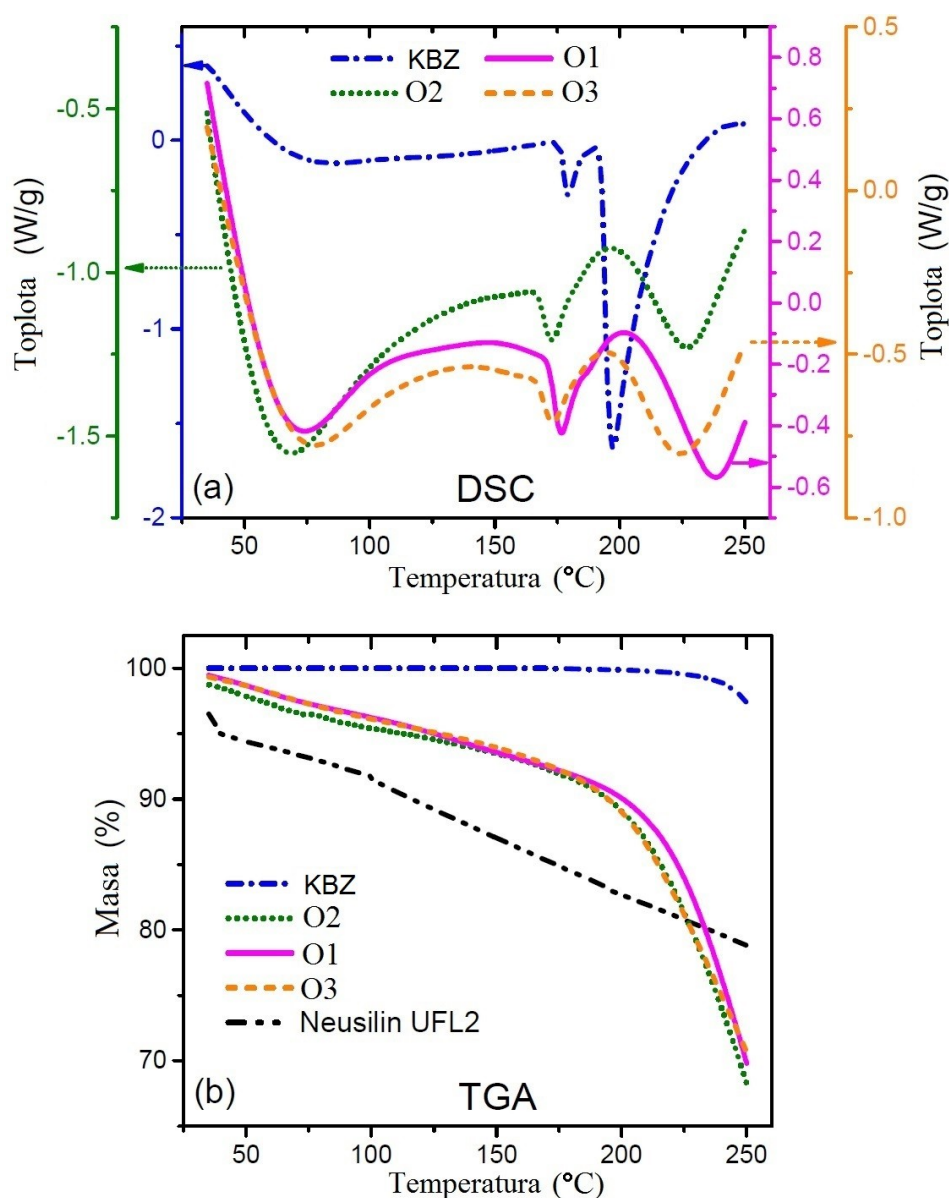 KBZ O1
O2 O3
0.5
0.8
-0.5
0.6
0
0.4
0.0
0.2
-1.0
0.0
-1
-0.2
-0.5
-1.5
-0.4
-0.6
-2
-1.0
Toplota (W/g)
Toplota (W/g)
(a) DSC
50 100 150 200 250
Temperatura (°C)
100
90
80
70
Masa (%)
KBZ
O2
O1
O3
Neusilin UFL2
(b) TGA
50 100 150 200 250
Temperatura (°C)